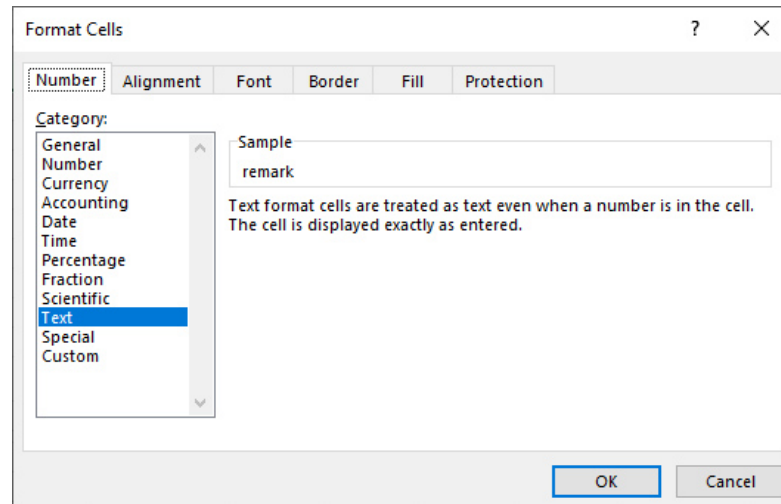 Format Cells ? ×
Number Alignment Font Border Fill Protection
Category:
General
Number
Currency
Accounting
Date
Time
Percentage
Fraction
Scientific
Text
Special
Custom
Sample
remark
Text format cells are treated as text even when a number is in the cell.
The cell is displayed exactly as entered.
OK Cancel